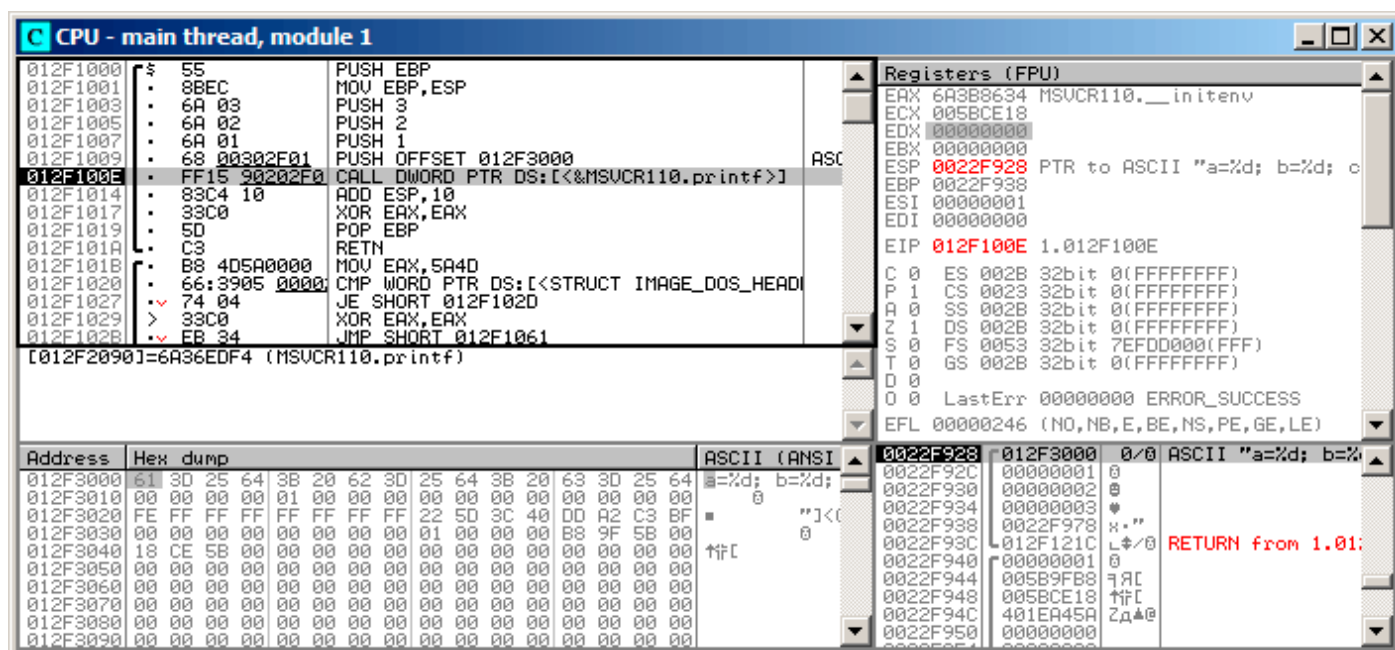 CPU - main thread, module 1
012F1000 $ 55 PUSH EBP
012F1001 · 8BEC MOV EBP,ESP
012F1003 · 6A 03 PUSH 3
012F1005 · 6A 02 PUSH 2
012F1007 · 6A 01 PUSH 1
012F1009 · 68 00302F01 PUSH OFFSET 012F3000 ASC
012F100E · FF15 90202F0 CALL DWORD PTR DS:[<&MSVCR110.printf>]
012F1014 · 83C4 10 ADD ESP,10
012F1017 · 33C0 XOR EAX,EAX
012F1019 · 5D POP EBP
012F101A · C3 RETN
012F101B · B8 4D5A0000 MOV EAX,5A4D
012F1020 · 66:3905 0000 CMP WORD PTR DS:[<STRUCT IMAGE_DOS_HEAD
012F1027 · 74 04 JE SHORT 012F102D
012F1029 > 33C0 XOR EAX,EAX
012F102B · EB 34 JMP SHORT 012F1061
[012F2090]=6A36EDF4 (MSVCR110.printf)
Registers (FPU)
EAX 6A3B8634 MSVCR110.__initenv
ECX 005BCE18
EDX 00000000
EBX 00000000
ESP 0022F928 PTR to ASCII "a=%d; b=%d; c
EBP 0022F938
ESI 00000001
EDI 00000000
EIP 012F100E 1.012F100E
C 0 ES 002B 32bit 0(FFFFFFFF)
P 1 CS 0023 32bit 0(FFFFFFFF)
A 0 SS 002B 32bit 0(FFFFFFFF)
Z 1 DS 002B 32bit 0(FFFFFFFF)
S 0 FS 0053 32bit 7EFDD000(FFF)
T 0 GS 002B 32bit 0(FFFFFFFF)
D 0
O 0 LastErr 00000000 ERROR_SUCCESS
EFL 00000246 (NO,NB,E,BE,NS,PE,GE,LE)
Address Hex dump ASCII (ANSI
012F3000 61 3D 25 64 3B 20 62 3D 25 64 3B 20 63 3D 25 64 a=%d; b=%d;
012F3010 00 00 00 00 01 00 00 00 00 00 00 00 00 00 00 00
012F3020 FE FF FF FF FF FF FF FF 22 5D 3C 40 DD A2 C3 BF "]<
012F3030 00 00 00 00 00 00 00 00 01 00 00 00 B8 9F 5B 00
012F3040 18 CE 5B 00 00 00 00 00 00 00 00 00 00 00 00 00
012F3050 00 00 00 00 00 00 00 00 00 00 00 00 00 00 00 00
012F3060 00 00 00 00 00 00 00 00 00 00 00 00 00 00 00 00
012F3070 00 00 00 00 00 00 00 00 00 00 00 00 00 00 00 00
012F3080 00 00 00 00 00 00 00 00 00 00 00 00 00 00 00 00
012F3090 00 00 00 00 00 00 00 00 00 00 00 00 00 00 00 00
0022F928 012F3000 ASCII "a=%d; b=%
0022F92C 00000001
0022F930 00000002
0022F934 00000003 ♥
0022F938 0022F978
0022F93C 012F121C RETURN from 1.01
0022F940 00000001
0022F944 005B9FB8
0022F948 005BCE18
0022F94C 401EA45A
0022F950 00000000